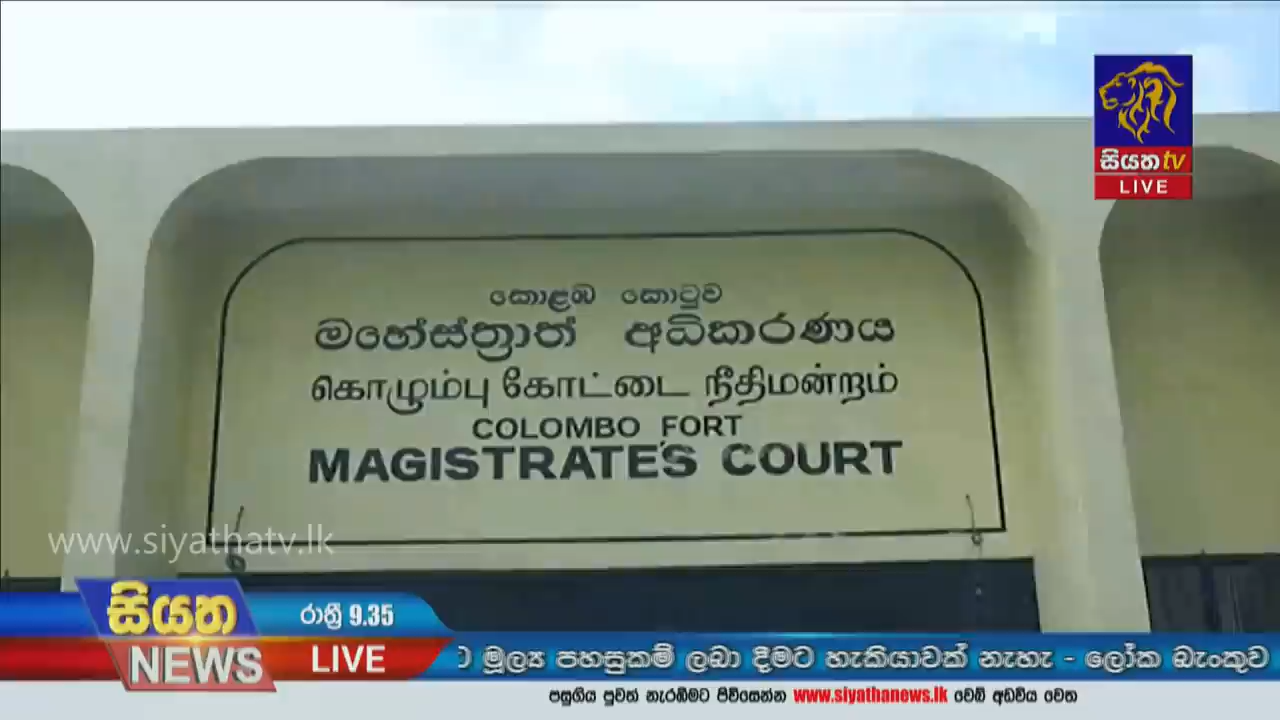 සියත tv
LIVE
කොළඹ කොටුව
මහේස්ත්‍රාත් අධිකරණය
கொழும்பு கோட்டை நீதிமன்றம்
COLOMBO FORT
MAGISTRATE'S COURT
www.siyathatv.lk
සියත
NEWS
රාත්‍රී 9.35
LIVE
මූල්‍ය පහසුකම් ලබා දීමට හැකියාවක් නැහැ - ලෝක බැංකුව
පසුගිය පුවත් නැරඹීමට පිවිසෙන්න www.siyathanews.lk වෙබ් අඩවිය වෙත